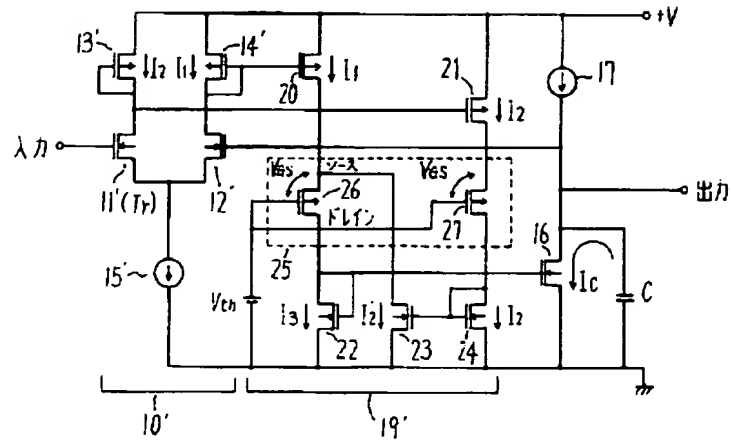 +V
13'
I2
I1
14'
20
I1
21
I2
17
入力
11'(Tr)
12'
VGS
ソース
26
ドレイン
VGS
27
25'
出力
16
Ic
C
15'
Vth
I3
22
I2'
23
24
I2
10'
19'